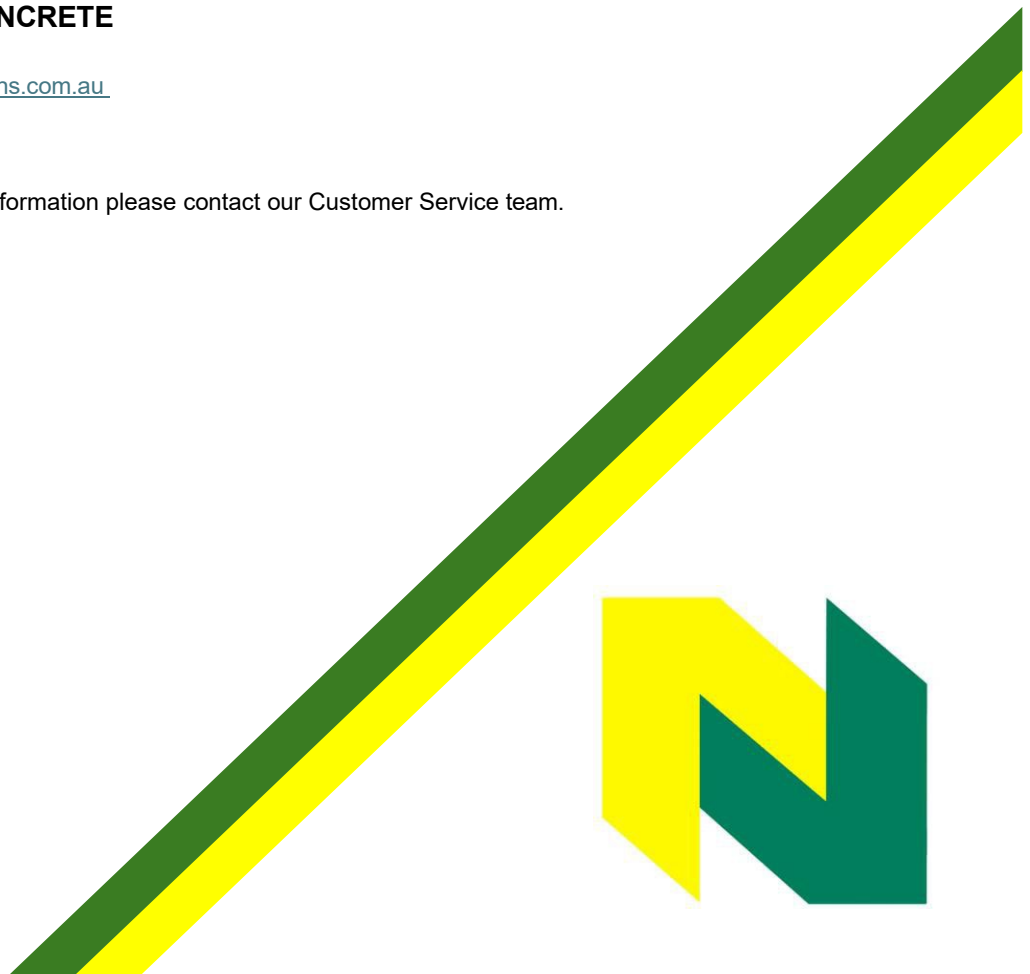 NCRETE
ns.com.au
formation please contact our Customer Service team.
N